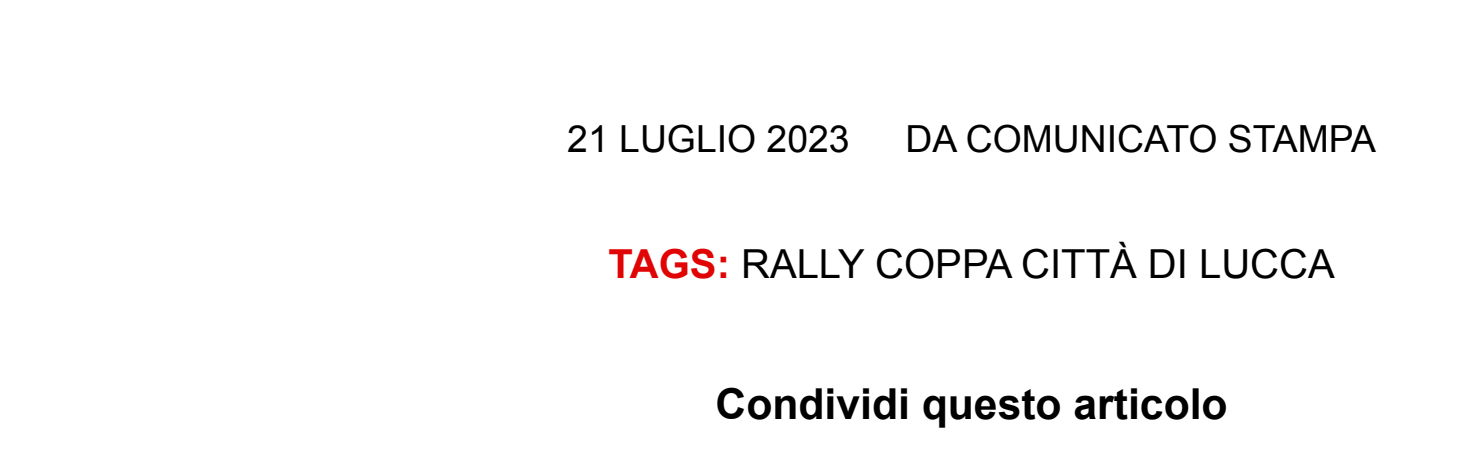 21 LUGLIO 2023 DA COMUNICATO STAMPA
TAGS: RALLY COPPA CITTÀ DI LUCCA
Condividi questo articolo